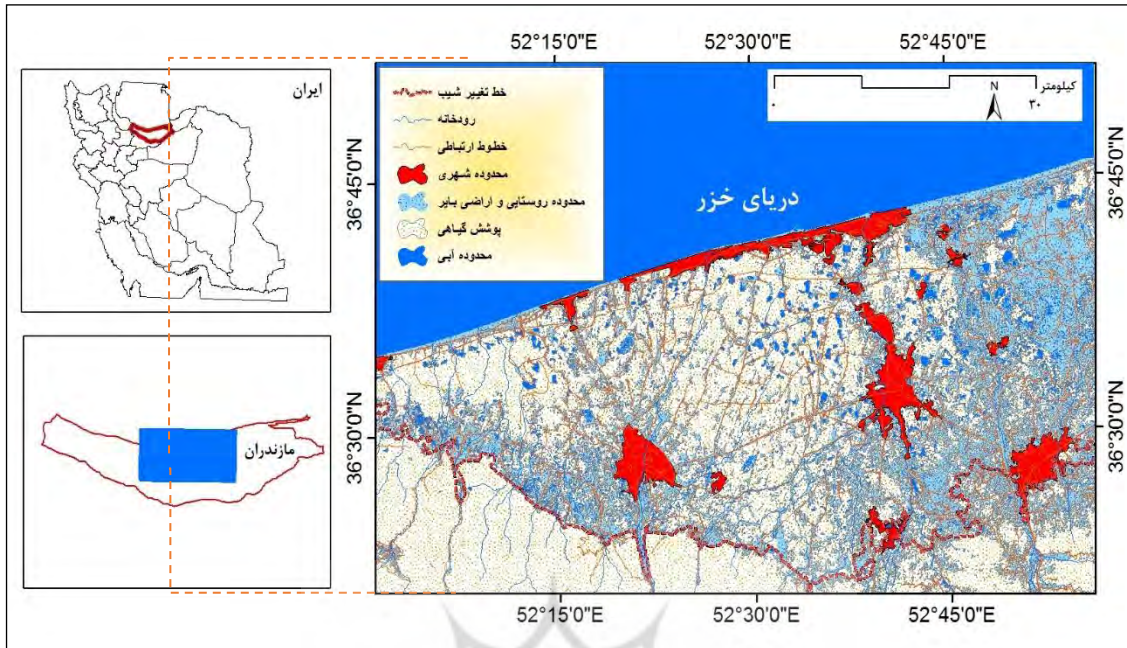 ایران
مازندران
52°15'0"E 52°30'0"E 52°45'0"E
خط تغییر شیب
رودخانه
خطوط ارتباطی
محدوده شهری
محدوده روستایی و اراضی بایر
پوشش گیاهی
محدوده آبی
کیلومتر
N
۰ ۳۰
دریای خزر
36°45'0"N 36°45'0"N
36°30'0"N 36°30'0"N
52°15'0"E 52°30'0"E 52°45'0"E